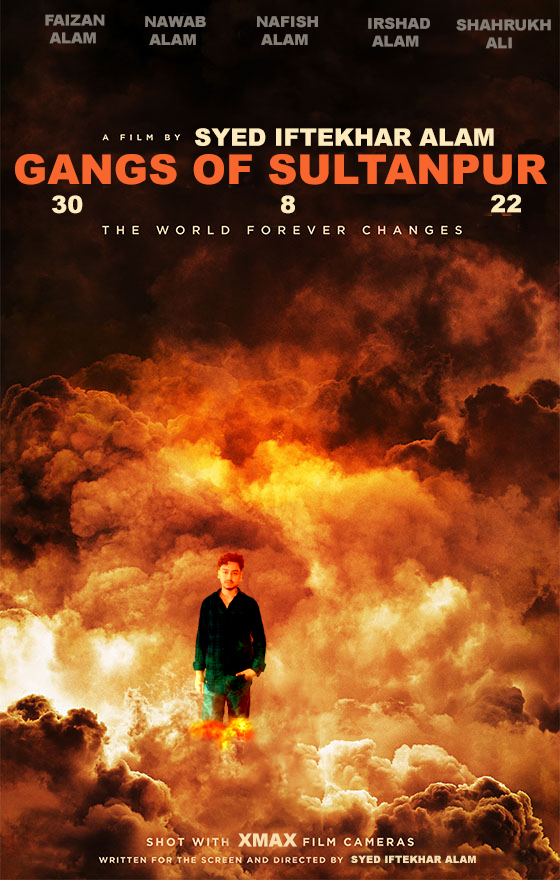 FAIZAN NAWAB NAFISH IRSHAD SHAHRUKH
ALAM ALAM ALAM ALAM ALI
A FILM BY SYED IFTEKHAR ALAM
GANGS OF SULTANPUR
30 8 22
THE WORLD FOREVER CHANGES
SHOT WITH XMAX FILM CAMERAS
WRITTEN FOR THE SCREEN AND DIRECTED BY SYED IFTEKHAR ALAM